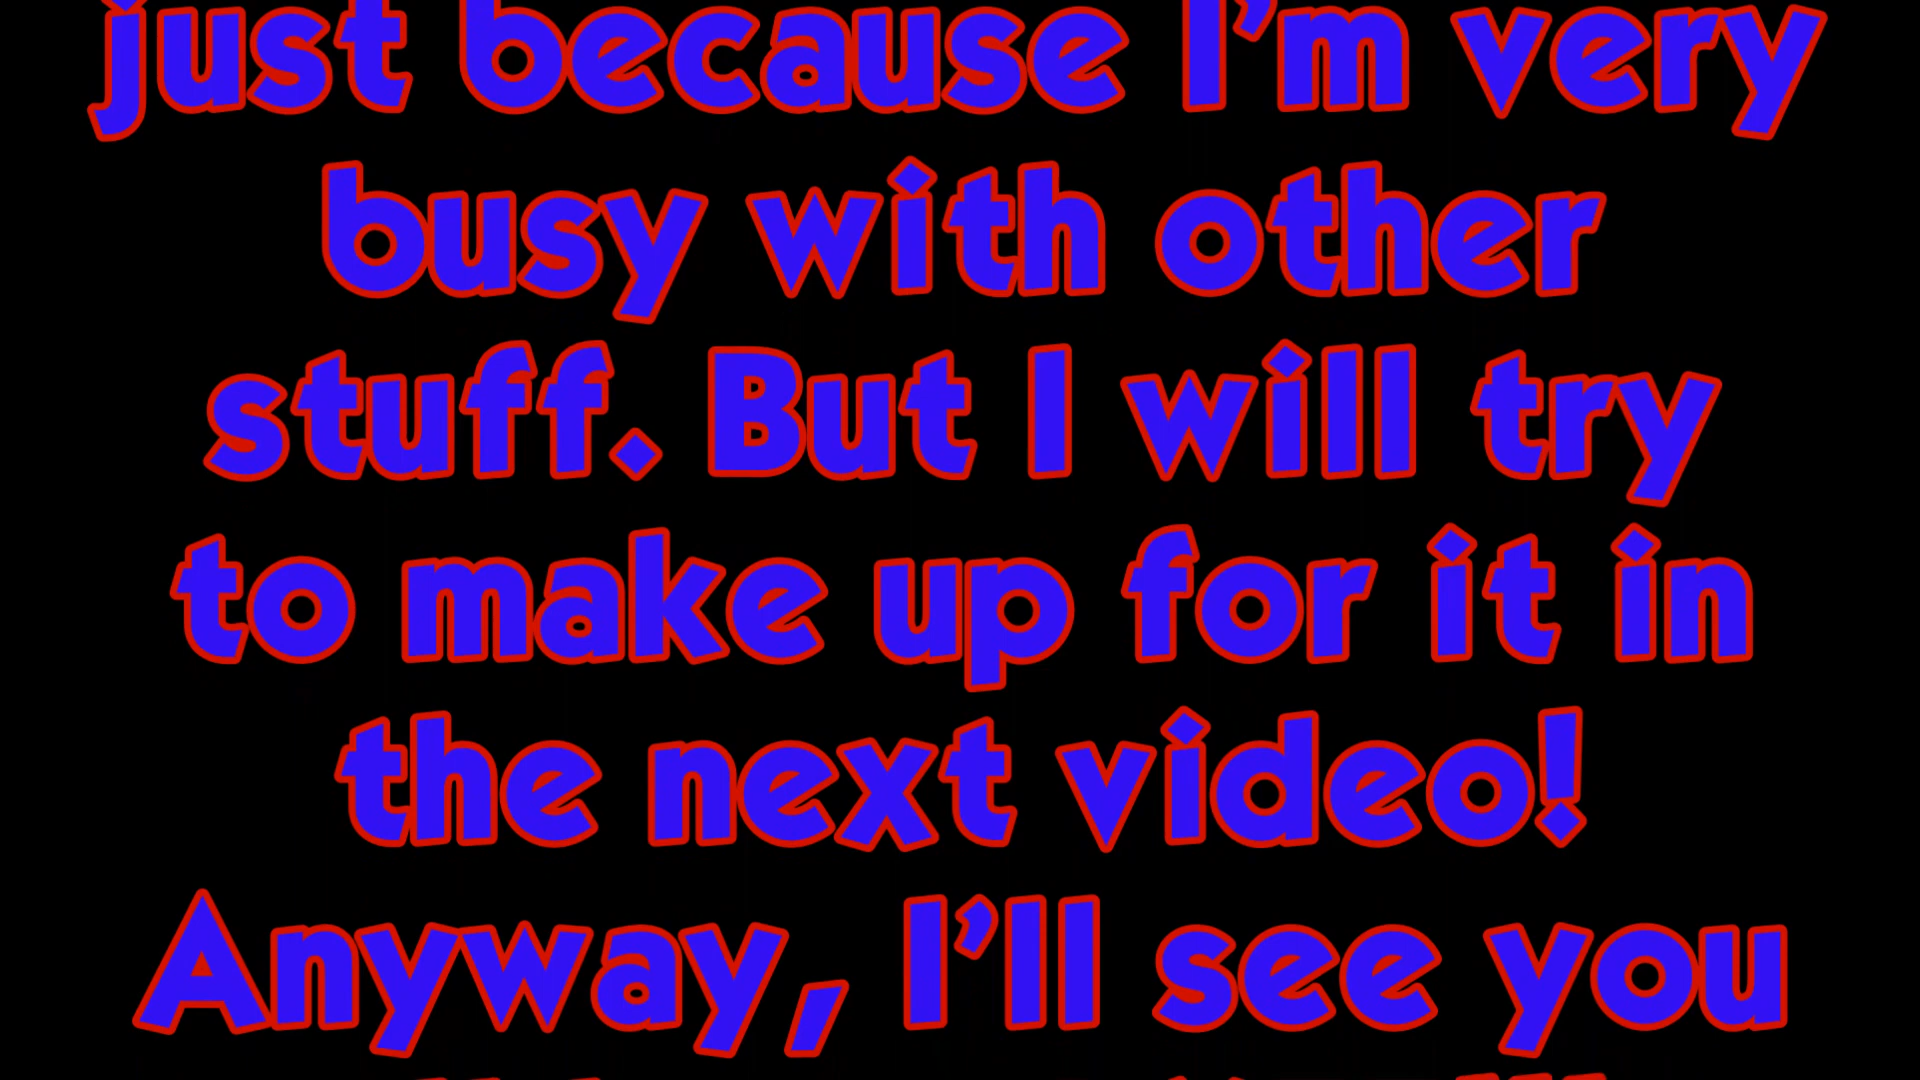 just because I'm very
busy with other
stuff. But I will try
to make up for it in
the next video!
Anyway, I'll see you